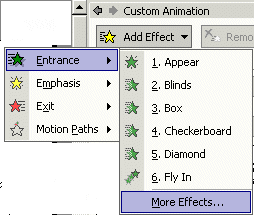 Custom Animation
Add Effect
Remo
Entrance
Emphasis
Exit
Motion Paths
1. Appear
2. Blinds
3. Box
4. Checkerboard
5. Diamond
6. Fly In
More Effects...